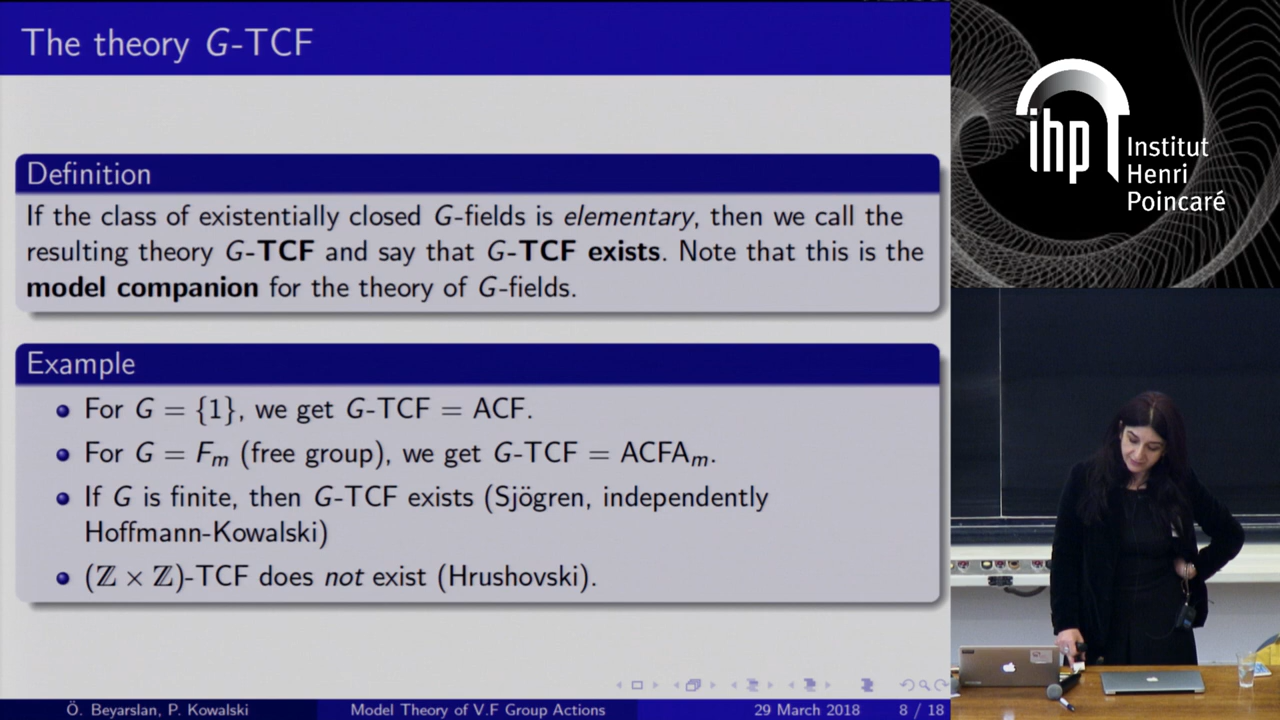 The theory G-TCF
Definition
If the class of existentially closed G-fields is elementary, then we call the
resulting theory G-TCF and say that G-TCF exists. Note that this is the
model companion for the theory of G-fields.
Example
For G = {1}, we get G-TCF = ACF.
For G = Fₘ (free group), we get G-TCF = ACFAₘ.
If G is finite, then G-TCF exists (Sjögren, independently
Hoffmann-Kowalski)
(ℤ × ℤ)-TCF does not exist (Hrushovski).
Ö. Beyarslan, P. Kowalski
Model Theory of V.F Group Actions
29 March 2018
8 / 18
ihp
Institut
Henri
Poincaré